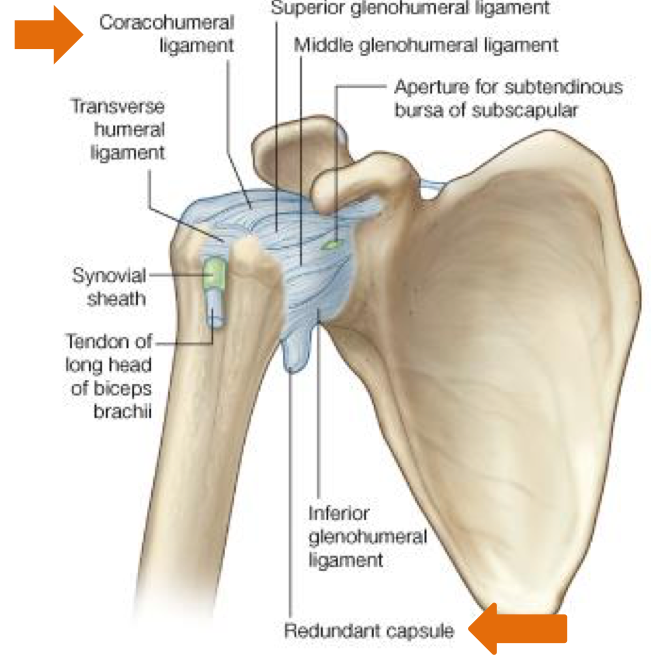 Superior glenohumeral ligament
Coracohumeral
ligament
Middle glenohumeral ligament
Aperture for subtendinous
bursa of subscapular
Transverse
humeral
ligament
Synovial
sheath
Tendon of
long head
of biceps
brachii
Inferior
glenohumeral
ligament
Redundant capsule